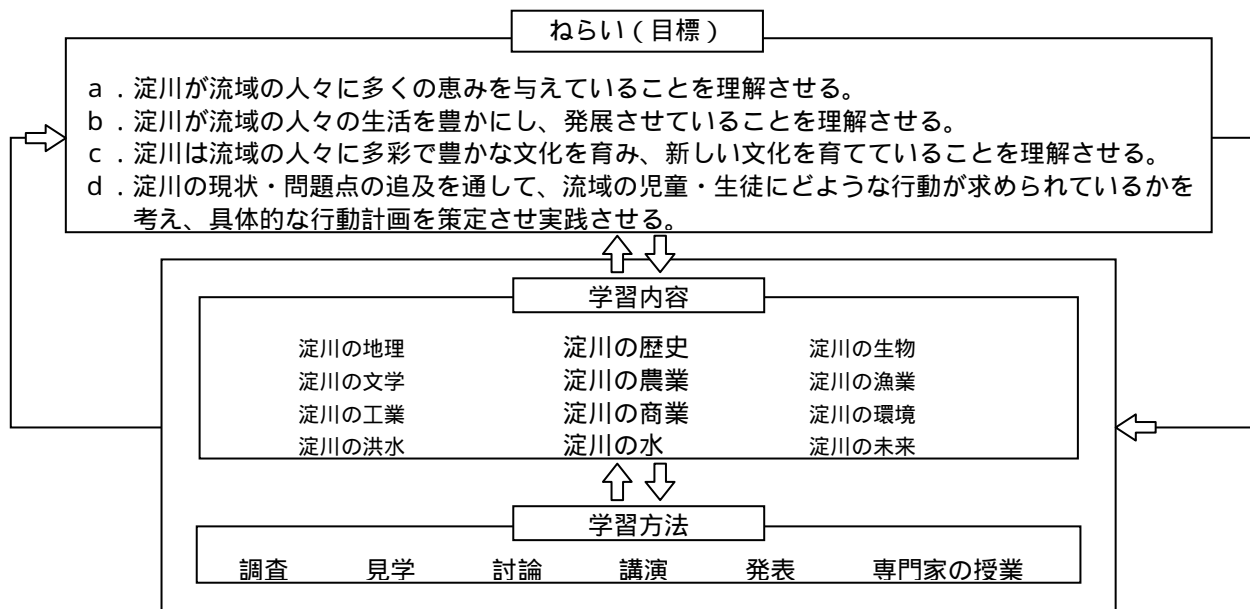 ねらい（目標）
a．淀川が流域の人々に多くの恵みを与えていることを理解させる。
b．淀川が流域の人々の生活を豊かにし、発展させていることを理解させる。
c．淀川は流域の人々に多彩で豊かな文化を育み、新しい文化を育てていることを理解させる。
d．淀川の現状・問題点の追及を通して、流域の児童・生徒にどような行動が求められているかを
考え、具体的な行動計画を策定させ実践させる。
学習内容
淀川の地理 淀川の歴史 淀川の生物
淀川の文学 淀川の農業 淀川の漁業
淀川の工業 淀川の商業 淀川の環境
淀川の洪水 淀川の水 淀川の未来
学習方法
調査 見学 討論 講演 発表 専門家の授業